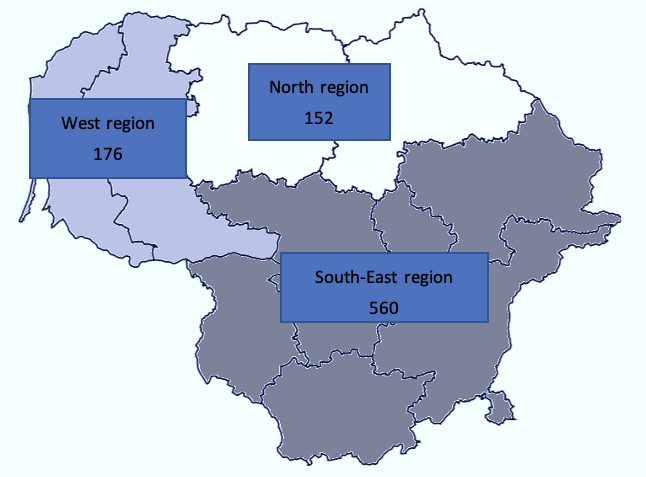 North region
152
West region
176
South-East region
560